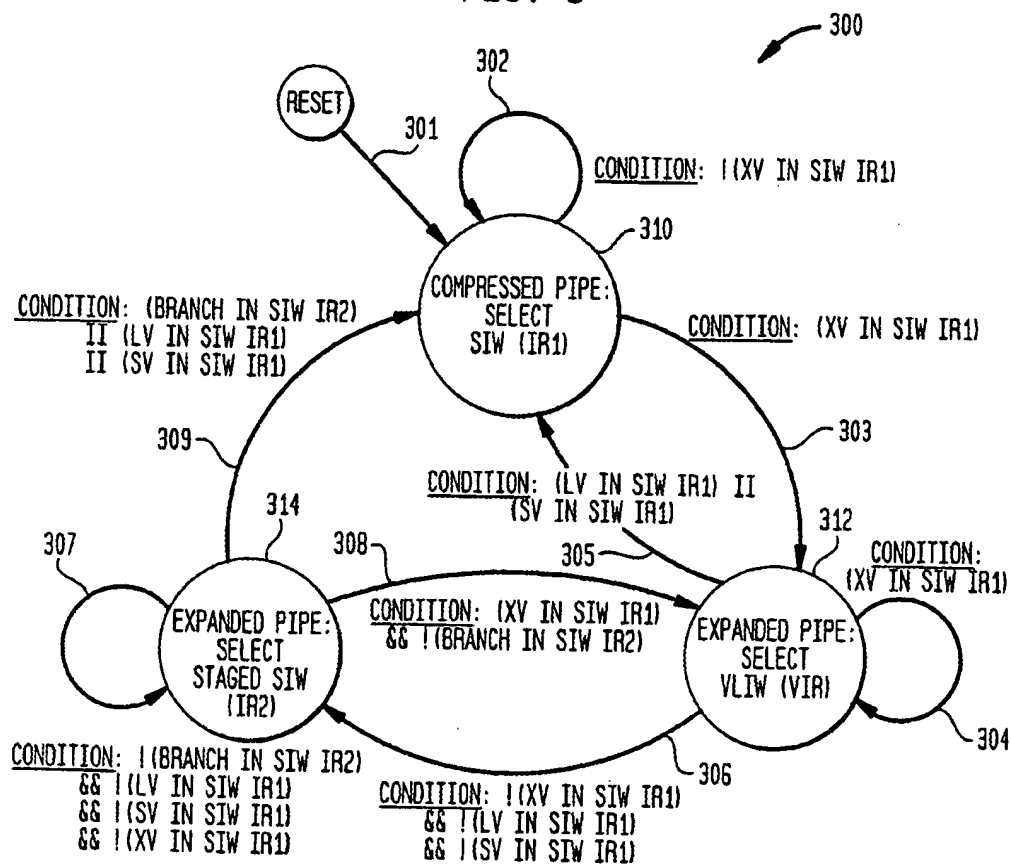 300
302
RESET
301
CONDITION: !(XV IN SIW IR1)
310
COMPRESSED PIPE:
SELECT
SIW (IR1)
CONDITION: (BRANCH IN SIW IR2)
II (LV IN SIW IR1)
II (SV IN SIW IR1)
CONDITION: (XV IN SIW IR1)
309
303
CONDITION: (LV IN SIW IR1) II
(SV IN SIW IR1)
314
312
307
308
305
CONDITION:
(XV IN SIW IR1)
EXPANDED PIPE:
SELECT
STAGED SIW
(IR2)
CONDITION: (XV IN SIW IR1)
&& !(BRANCH IN SIW IR2)
EXPANDED PIPE:
SELECT
VLIW (VIR)
304
306
CONDITION: !(BRANCH IN SIW IR2)
&& !(LV IN SIW IR1)
&& !(SV IN SIW IR1)
&& !(XV IN SIW IR1)
CONDITION: !(XV IN SIW IR1)
&& !(LV IN SIW IR1)
&& !(SV IN SIW IR1)